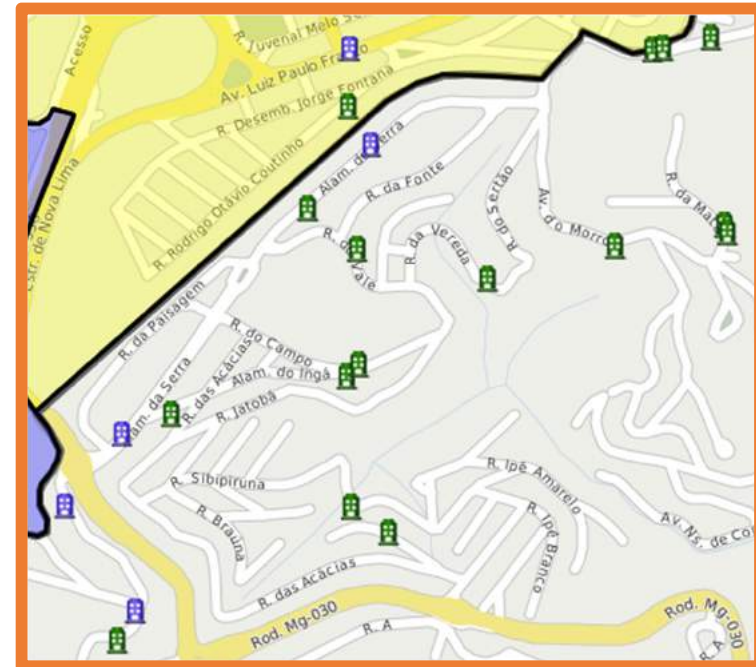 Acesso
R. Juvenal Melo Se
Av. Luiz Paulo Franco
R. Desemb. Jorge Fontana
R. Rodrigo Otávio Coutinho
Estr. de Nova Lima
Alam. da Serra
R. da Fonte
R. do Sertão
Av. do Morro
R. da Mata
R. do Vale
R. da Vereda
R. da Paisagem
R. do Campo
Alam. do Ingá
R. das Acácias
Alam. da Serra
R. Jatobá
R. Sibipiruna
R. Braúna
R. Ipê Amarelo
R. Ipê Branco
Av. Ns. de Co
R. das Acácias
Rod. Mg-030
R. A
Rod. Mg-030
R. A